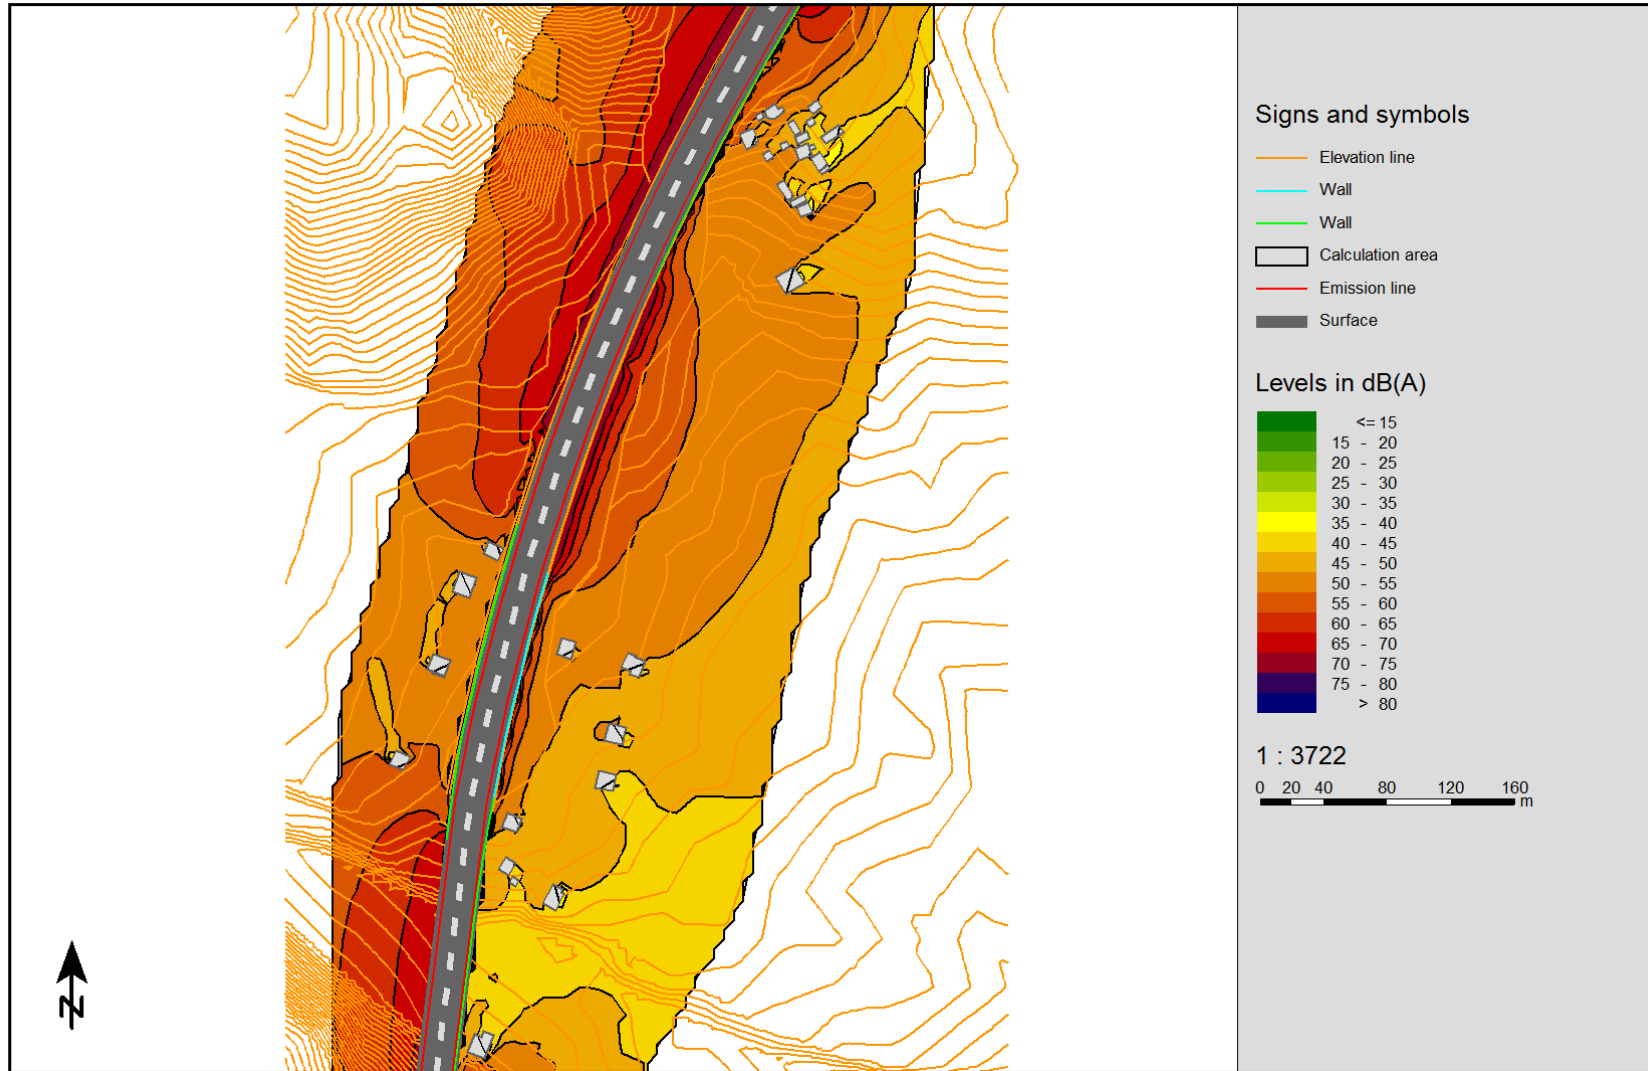 Signs and symbols
Elevation line
Wall
Wall
Calculation area
Emission line
Surface
Levels in dB(A)
<= 15
15 - 20
20 - 25
25 - 30
30 - 35
35 - 40
40 - 45
45 - 50
50 - 55
55 - 60
60 - 65
65 - 70
70 - 75
75 - 80
> 80
1 : 3722
0 20 40 80 120 160
m
N